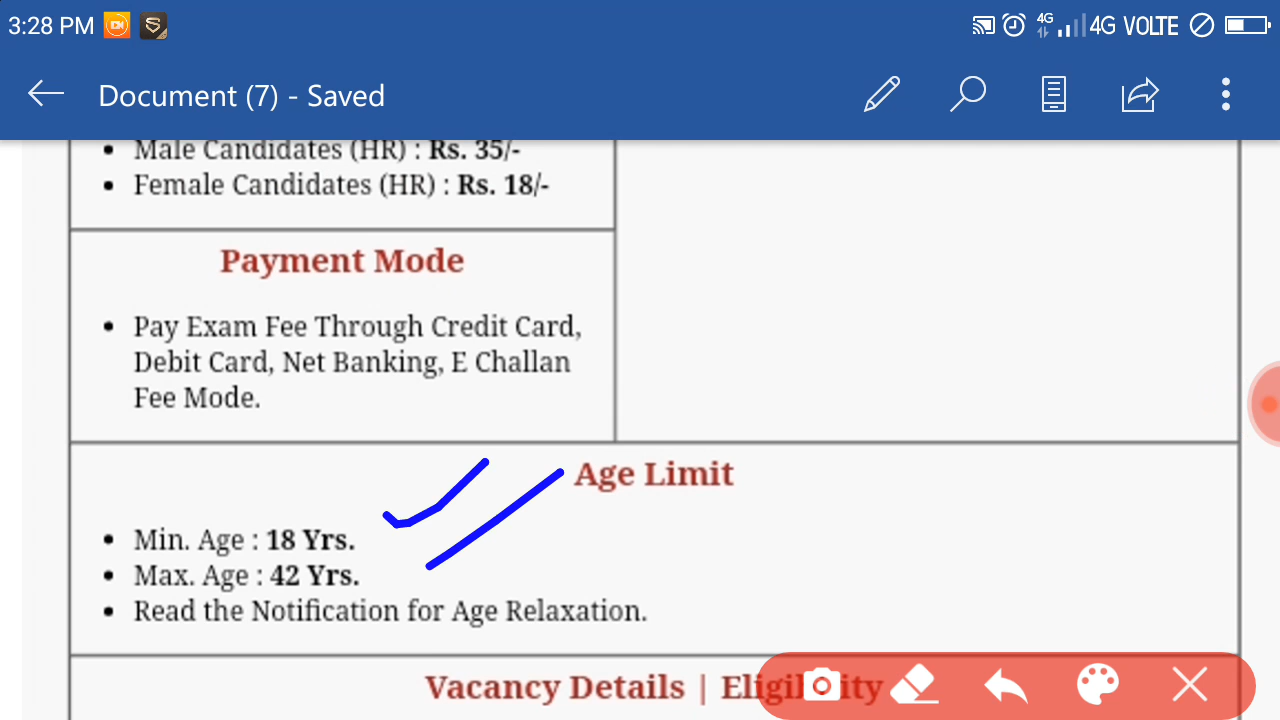 3:28 PM
4G 4G VOLTE
Document (7) - Saved
• Male Candidates (HR) : Rs. 35/-
• Female Candidates (HR) : Rs. 18/-
Payment Mode
• Pay Exam Fee Through Credit Card,
Debit Card, Net Banking, E Challan
Fee Mode.
Age Limit
• Min. Age : 18 Yrs.
• Max. Age : 42 Yrs.
• Read the Notification for Age Relaxation.
Vacancy Details | Eligibility